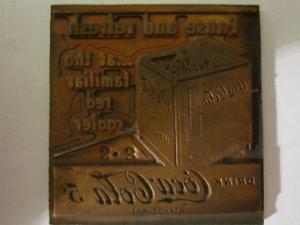 Pause and refresh
... at the
familiar
red
cooler
DRINK
Coca-Cola 5¢